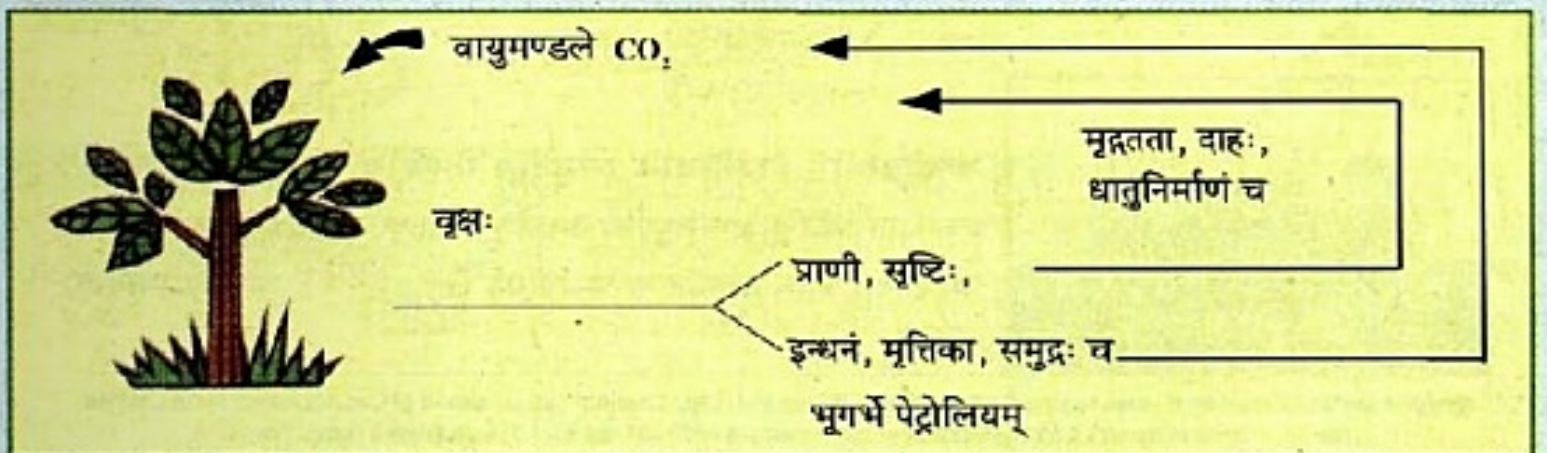 वायुमण्डले CO₂
मृद्गतता, दाहः,
धातुनिर्माणं च
वृक्षः
प्राणी, सृष्टिः,
इन्धनं, मृत्तिका, समुद्रः च
भूगर्भे पेट्रोलियम्